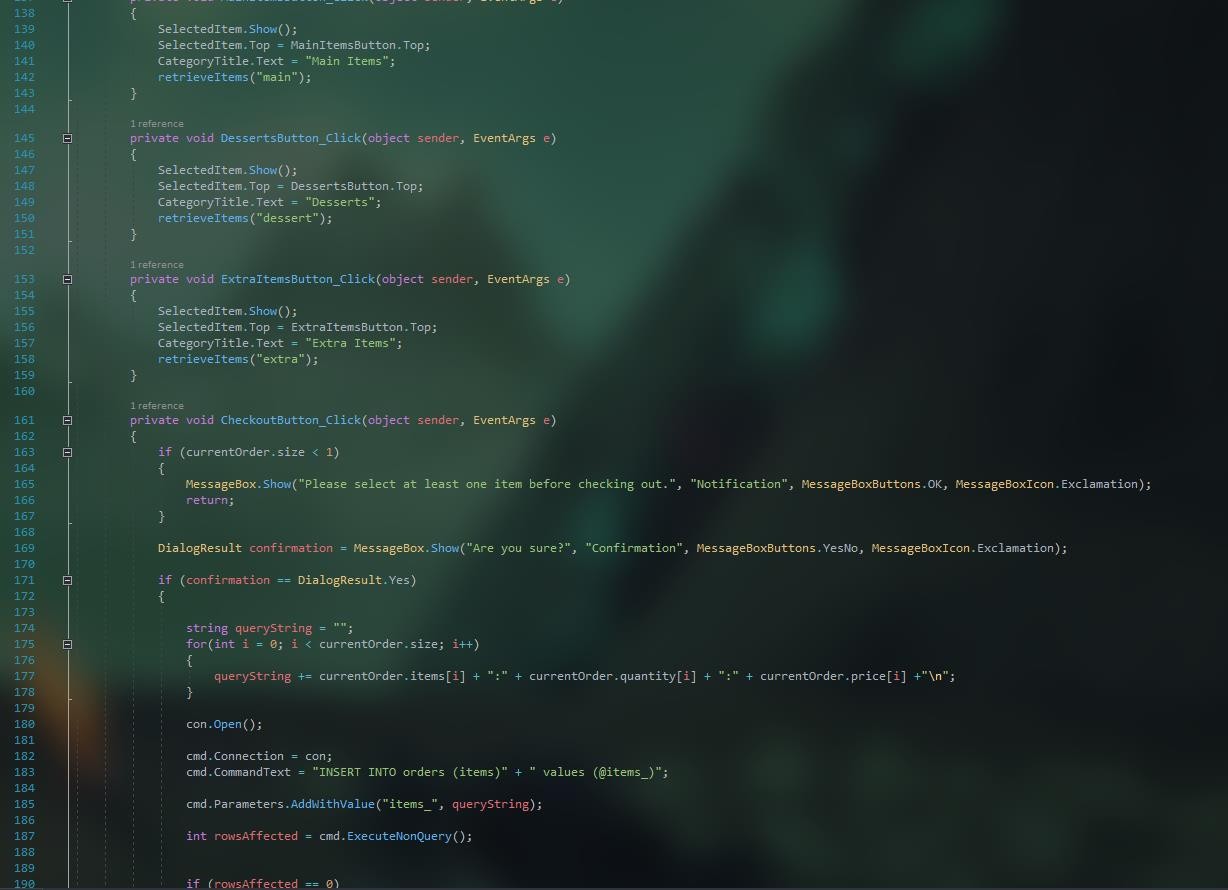 137 private void MainItemsButton_Click(object sender, EventArgs e)
138 {
139 SelectedItem.Show();
140 SelectedItem.Top = MainItemsButton.Top;
141 CategoryTitle.Text = "Main Items";
142 retrieveItems("main");
143 }
144
1 reference
145 private void DessertsButton_Click(object sender, EventArgs e)
146 {
147 SelectedItem.Show();
148 SelectedItem.Top = DessertsButton.Top;
149 CategoryTitle.Text = "Desserts";
150 retrieveItems("dessert");
151 }
152
1 reference
153 private void ExtraItemsButton_Click(object sender, EventArgs e)
154 {
155 SelectedItem.Show();
156 SelectedItem.Top = ExtraItemsButton.Top;
157 CategoryTitle.Text = "Extra Items";
158 retrieveItems("extra");
159 }
160
1 reference
161 private void CheckoutButton_Click(object sender, EventArgs e)
162 {
163 if (currentOrder.size < 1)
164 {
165 MessageBox.Show("Please select at least one item before checking out.", "Notification", MessageBoxButtons.OK, MessageBoxIcon.Exclamation);
166 return;
167 }
168
169 DialogResult confirmation = MessageBox.Show("Are you sure?", "Confirmation", MessageBoxButtons.YesNo, MessageBoxIcon.Exclamation);
170
171 if (confirmation == DialogResult.Yes)
172 {
173
174 string queryString = "";
175 for(int i = 0; i < currentOrder.size; i++)
176 {
177 queryString += currentOrder.items[i] + ":" + currentOrder.quantity[i] + ":" + currentOrder.price[i] +"\n";
178 }
179
180 con.Open();
181
182 cmd.Connection = con;
183 cmd.CommandText = "INSERT INTO orders (items)" + " values (@items_)";
184
185 cmd.Parameters.AddWithValue("items_", queryString);
186
187 int rowsAffected = cmd.ExecuteNonQuery();
188
189
190 if (rowsAffected == 0)